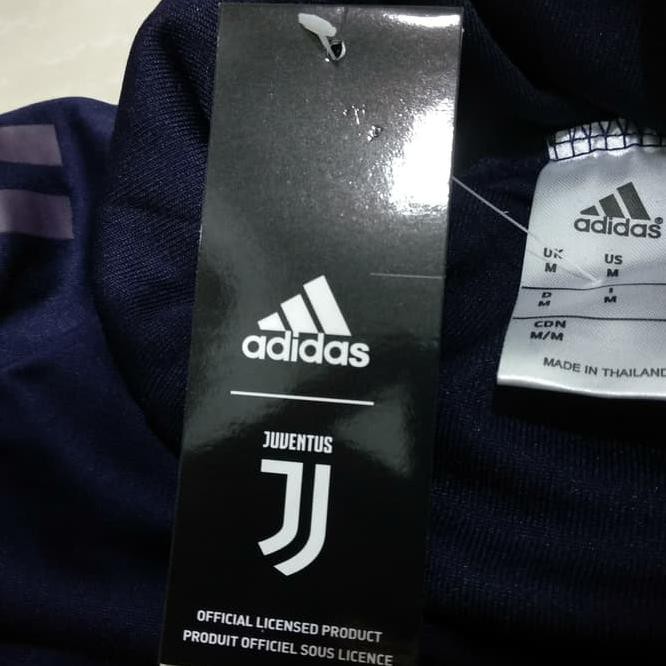 adidas
JUVENTUS
OFFICIAL LICENSED PRODUCT
PRODUIT OFFICIEL SOUS LICENCE
adidas®
UK US
M M
D I
M M
CDN
M/M
MADE IN THAILAND